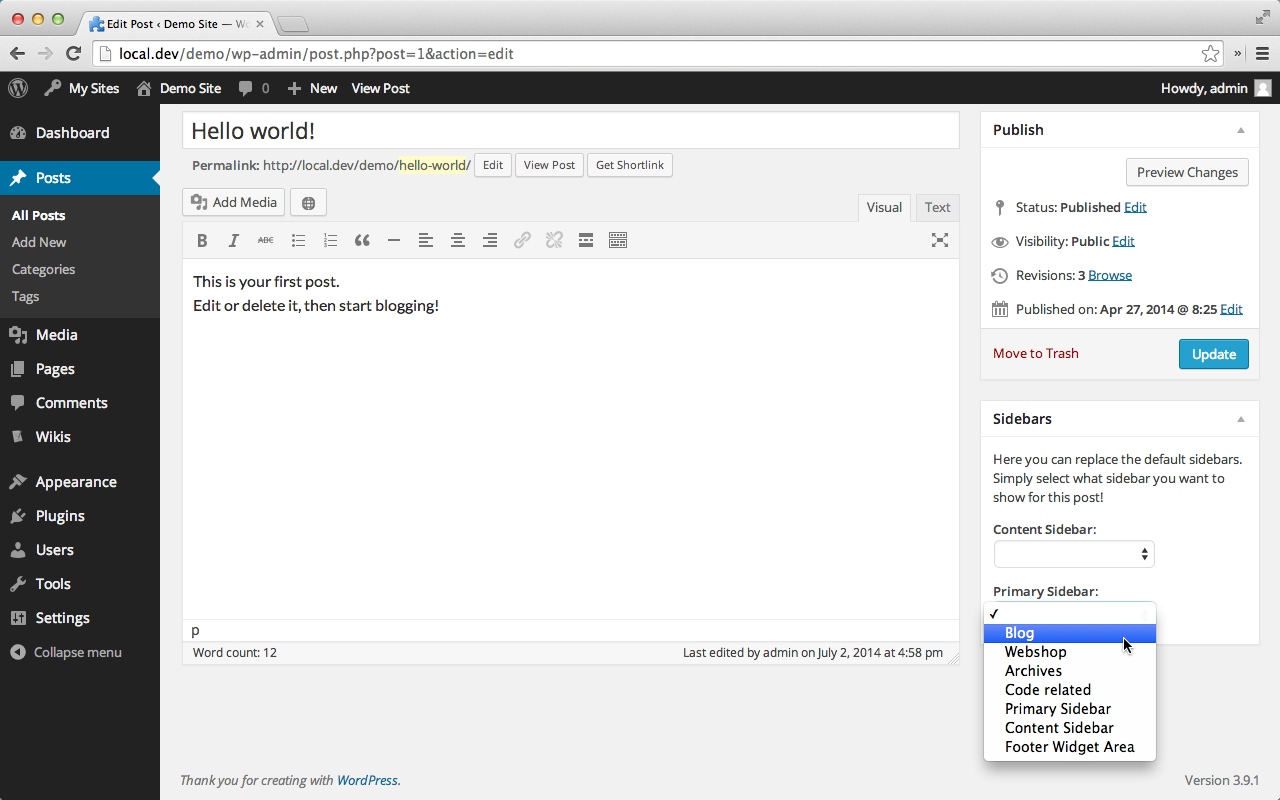 Edit Post ‹ Demo Site — Wo
local.dev/demo/wp-admin/post.php?post=1&action=edit
My Sites Demo Site 0 New View Post Howdy, admin
Dashboard
Posts
All Posts
Add New
Categories
Tags
Media
Pages
Comments
Wikis
Appearance
Plugins
Users
Tools
Settings
Collapse menu
Hello world!
Permalink: http://local.dev/demo/hello-world/ Edit View Post Get Shortlink
Add Media Visual Text
B I ABC
This is your first post.
Edit or delete it, then start blogging!
p
Word count: 12 Last edited by admin on July 2, 2014 at 4:58 pm
Publish
Preview Changes
Status: Published Edit
Visibility: Public Edit
Revisions: 3 Browse
Published on: Apr 27, 2014 @ 8:25 Edit
Move to Trash Update
Sidebars
Here you can replace the default sidebars.
Simply select what sidebar you want to
show for this post!
Content Sidebar:
Primary Sidebar:
Blog
Webshop
Archives
Code related
Primary Sidebar
Content Sidebar
Footer Widget Area
Thank you for creating with WordPress. Version 3.9.1